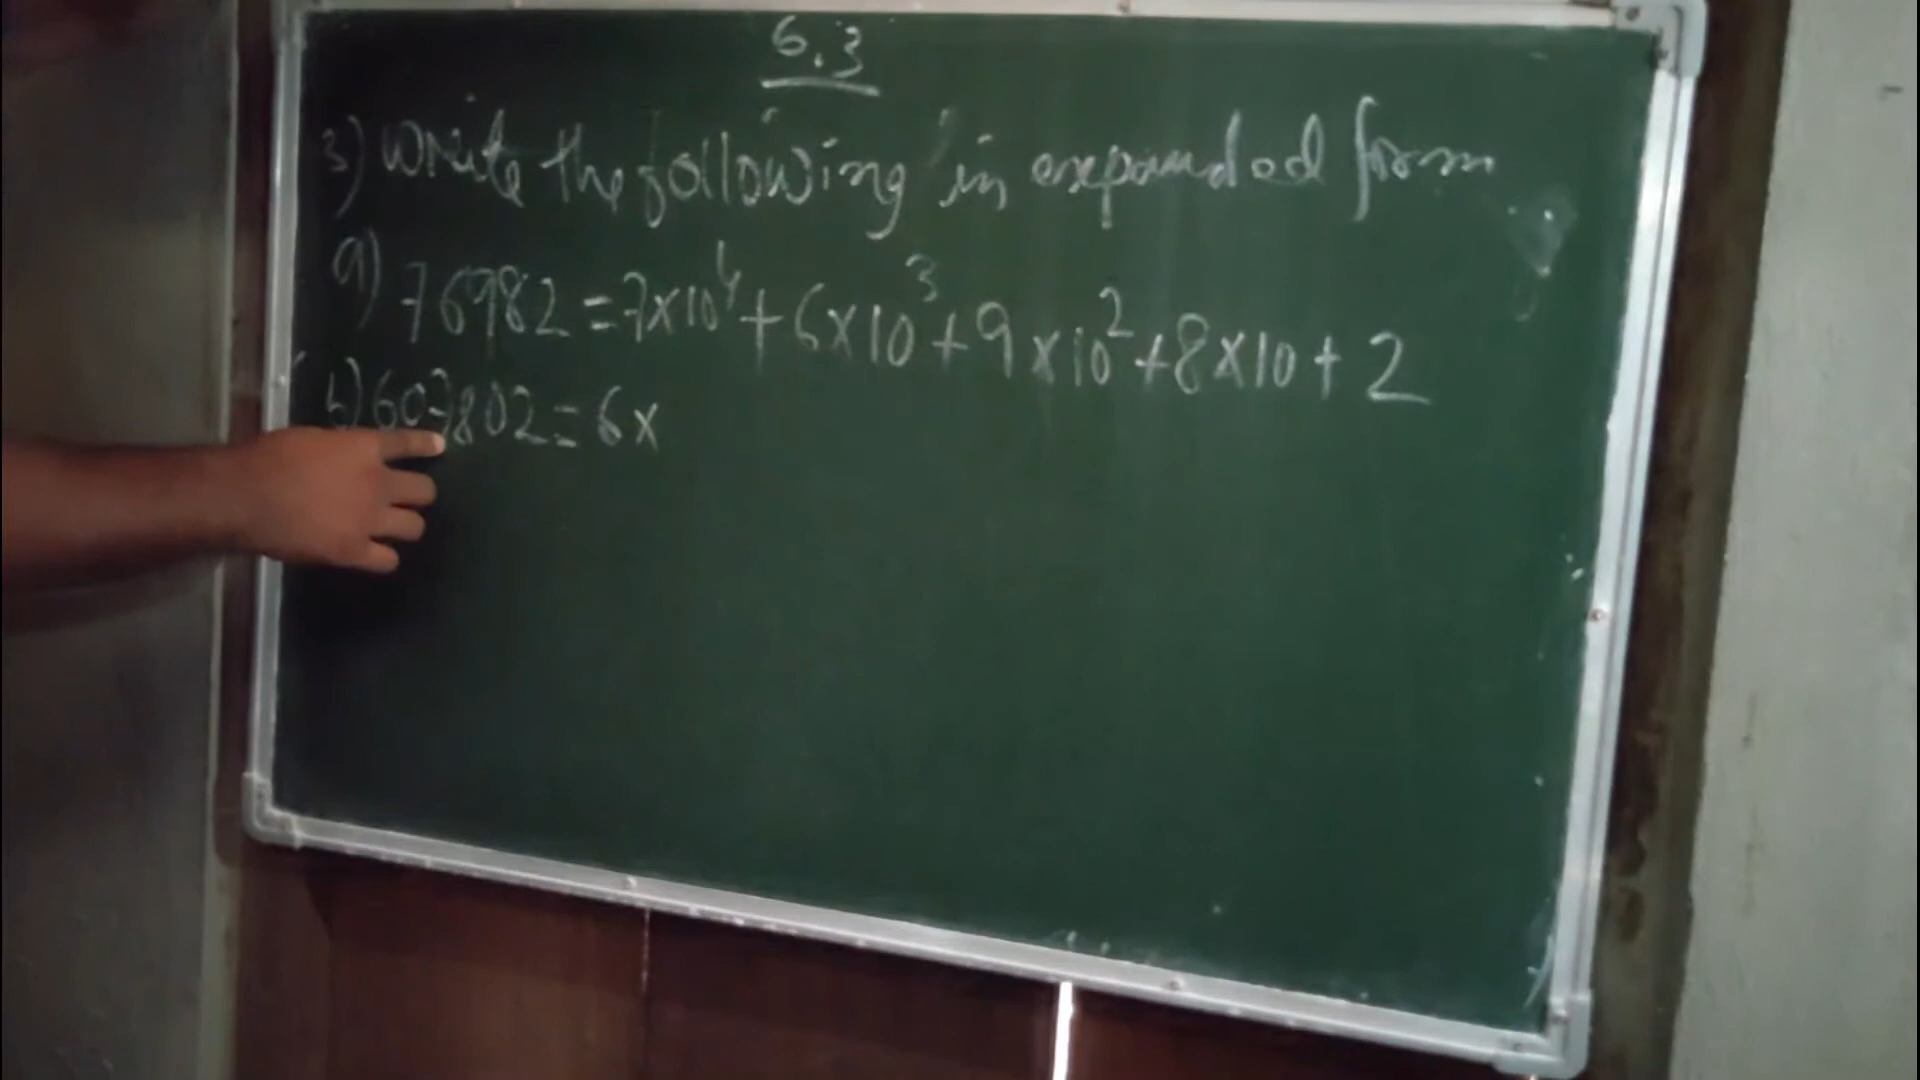 6.3
3) Write the following in expanded form
a) 76982 = 7×10⁴ + 6×10³ + 9×10² + 8×10 + 2
b) 607802 = 6×